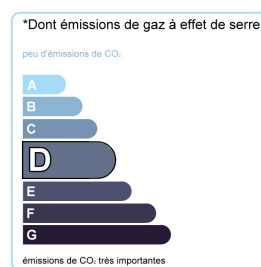 *Dont émissions de gaz à effet de serre
peu d'émissions de CO₂
A
B
C
D
E
F
G
émissions de CO₂ très importantes